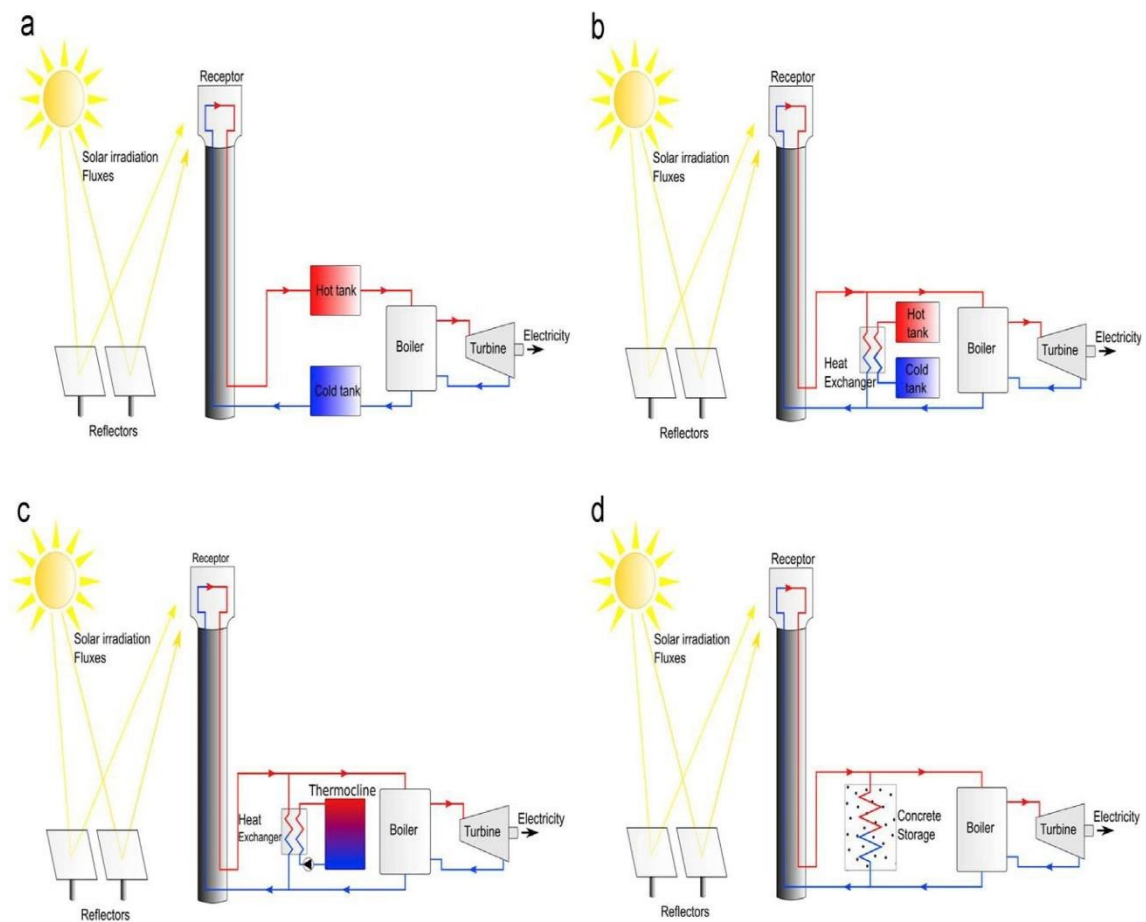 a
Receptor
Solar irradiation
Fluxes
Hot tank
Cold tank
Boiler
Turbine
Electricity
Reflectors
b
Receptor
Solar irradiation
Fluxes
Hot
tank
Heat
Exchanger
Cold
tank
Boiler
Turbine
Electricity
Reflectors
c
Receptor
Solar irradiation
Fluxes
Thermocline
Heat
Exchanger
Boiler
Turbine
Electricity
Reflectors
d
Receptor
Solar irradiation
Fluxes
Concrete
Storage
Boiler
Turbine
Electricity
Reflectors